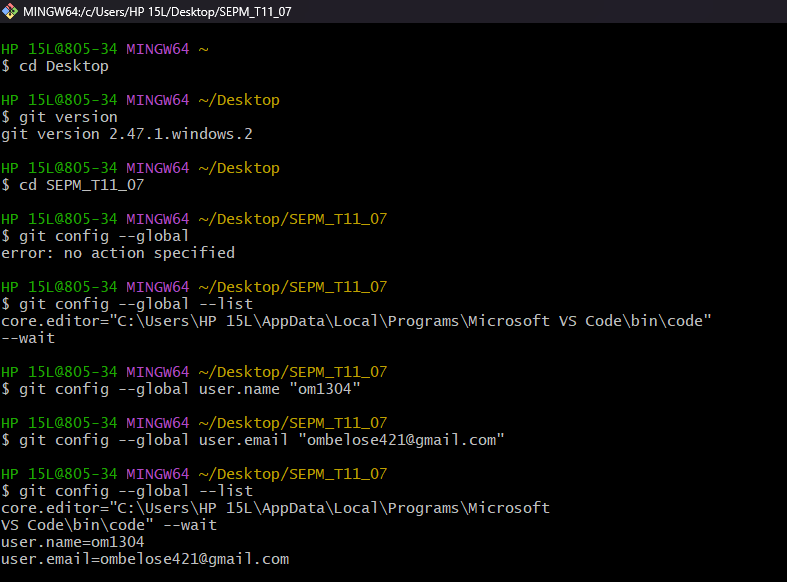 MINGW64:/c/Users/HP 15L/Desktop/SEPM_T11_07
HP 15L@805-34 MINGW64 ~
$ cd Desktop
HP 15L@805-34 MINGW64 ~/Desktop
$ git version
git version 2.47.1.windows.2
HP 15L@805-34 MINGW64 ~/Desktop
$ cd SEPM_T11_07
HP 15L@805-34 MINGW64 ~/Desktop/SEPM_T11_07
$ git config --global
error: no action specified
HP 15L@805-34 MINGW64 ~/Desktop/SEPM_T11_07
$ git config --global --list
core.editor="C:\Users\HP 15L\AppData\Local\Programs\Microsoft VS Code\bin\code"
--wait
HP 15L@805-34 MINGW64 ~/Desktop/SEPM_T11_07
$ git config --global user.name "om1304"
HP 15L@805-34 MINGW64 ~/Desktop/SEPM_T11_07
$ git config --global user.email "ombelose421@gmail.com"
HP 15L@805-34 MINGW64 ~/Desktop/SEPM_T11_07
$ git config --global --list
core.editor="C:\Users\HP 15L\AppData\Local\Programs\Microsoft
VS Code\bin\code" --wait
user.name=om1304
user.email=ombelose421@gmail.com